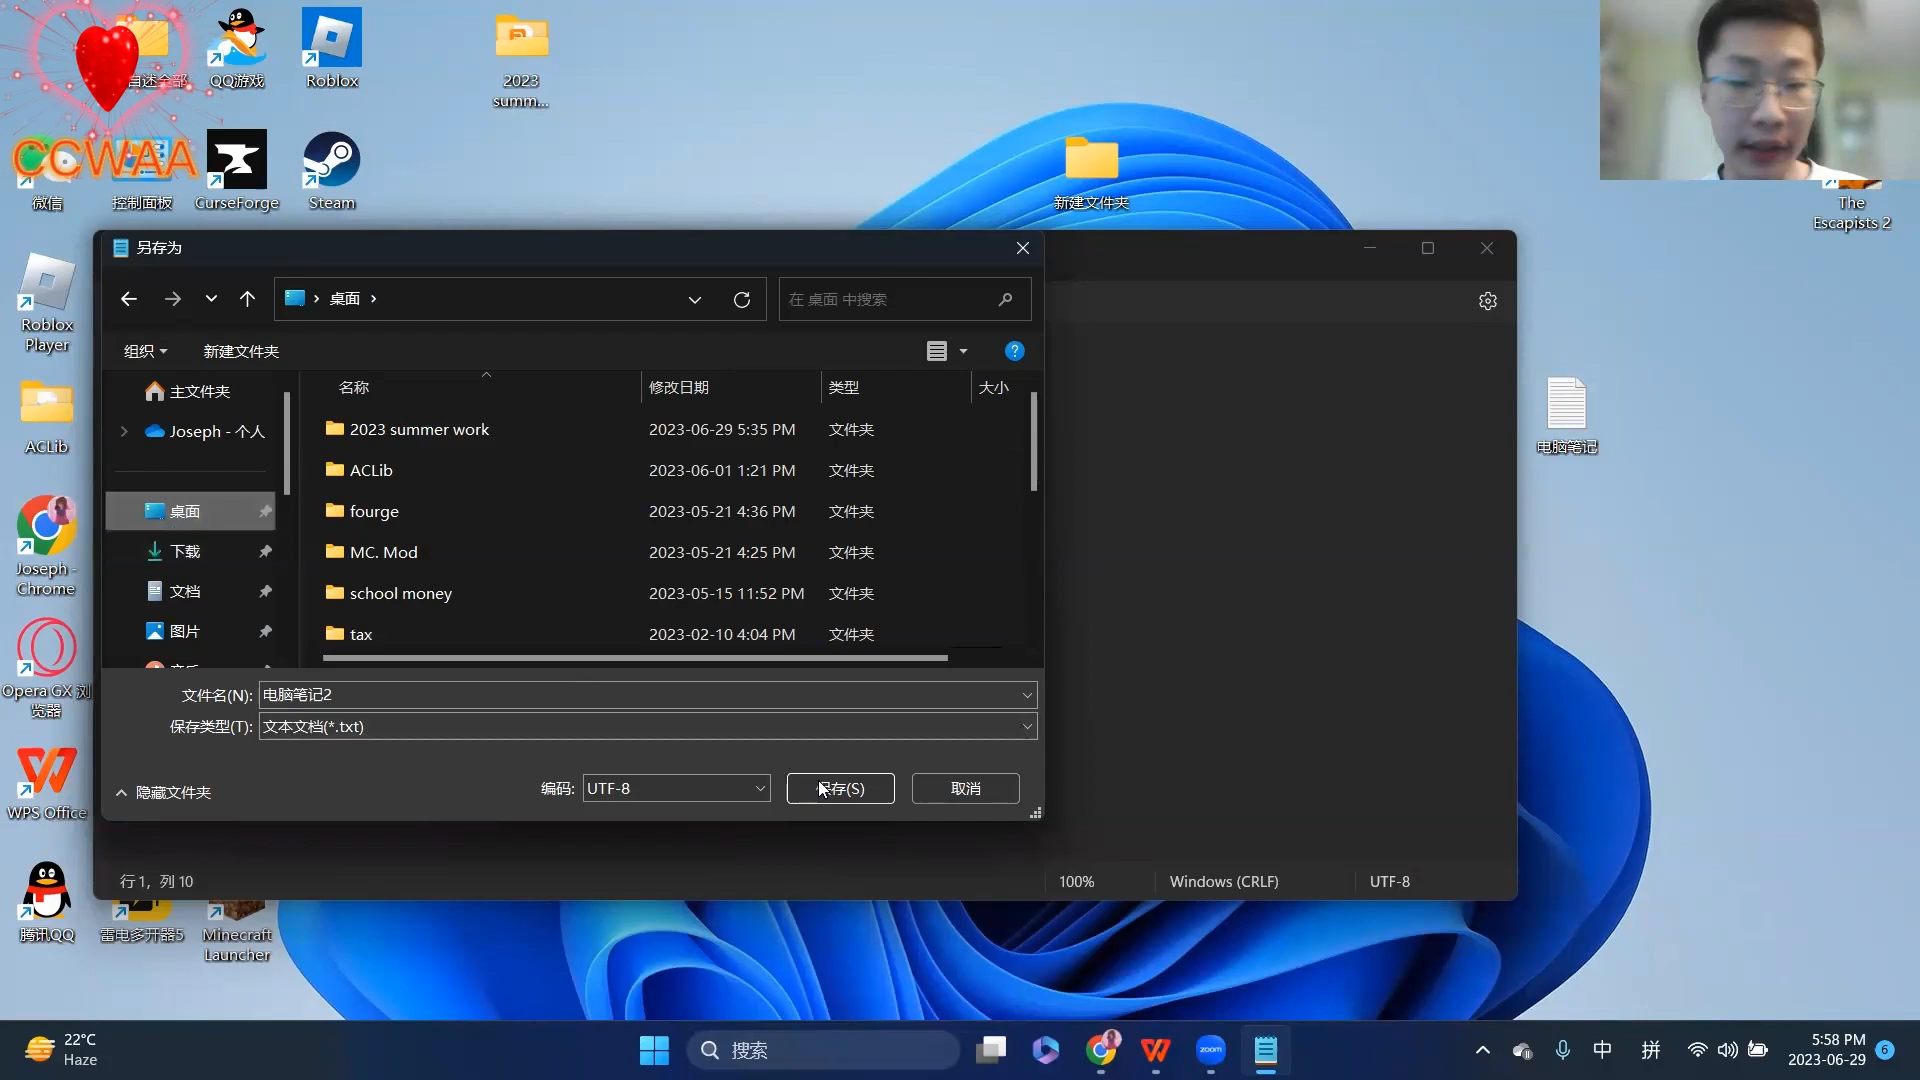 自述全部
QQ游戏
Roblox
2023
summ...
CCWAA
微信
控制面板
CurseForge
Steam
新建文件夹
The
Escapists 2
Roblox
Player
ACLib
Joseph -
Chrome
Opera GX 浏
览器
WPS Office
腾讯QQ
雷电多开器5
Minecraft
Launcher
电脑笔记
另存为
桌面
在 桌面 中搜索
组织
新建文件夹
主文件夹
Joseph - 个人
桌面
下载
文档
图片
名称
修改日期
类型
大小
2023 summer work
2023-06-29 5:35 PM
文件夹
ACLib
2023-06-01 1:21 PM
文件夹
fourge
2023-05-21 4:36 PM
文件夹
MC. Mod
2023-05-21 4:25 PM
文件夹
school money
2023-05-15 11:52 PM
文件夹
tax
2023-02-10 4:04 PM
文件夹
文件名(N):
电脑笔记2
保存类型(T):
文本文档(*.txt)
隐藏文件夹
编码:
UTF-8
保存(S)
取消
行 1，列 10
100%
Windows (CRLF)
UTF-8
22°C
Haze
搜索
zoom
中
拼
5:58 PM
2023-06-29
6